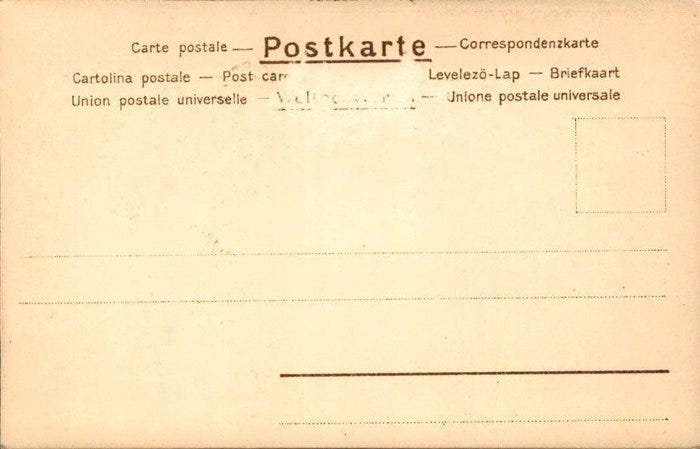 Carte postale — Postkarte — Correspondenzkarte
Cartolina postale — Post car Levelező-Lap — Briefkaart
Union postale universelle — — Unione postale universale